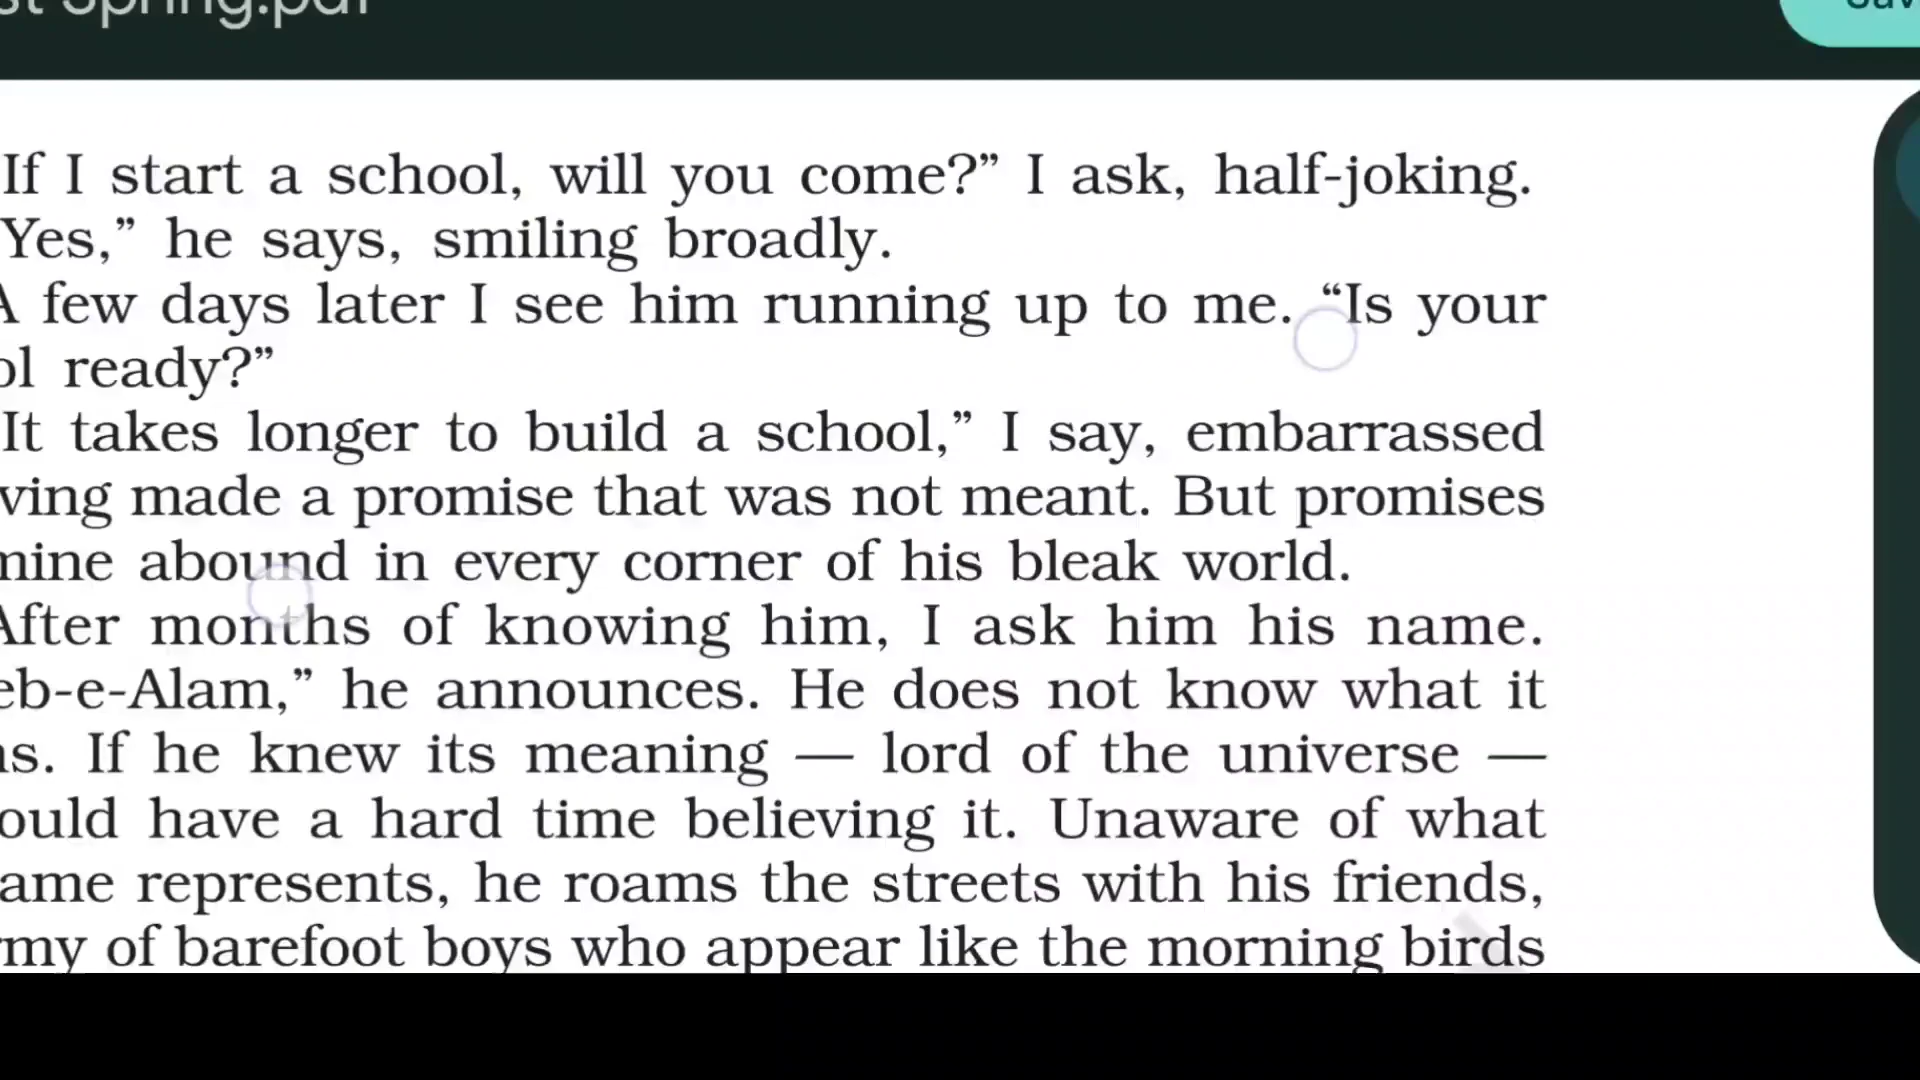 Spring.pdf
If I start a school, will you come?” I ask, half-joking.
Yes,” he says, smiling broadly.
A few days later I see him running up to me. “Is your
ol ready?”
It takes longer to build a school,” I say, embarrassed
ving made a promise that was not meant. But promises
mine abound in every corner of his bleak world.
After months of knowing him, I ask him his name.
eb-e-Alam,” he announces. He does not know what it
ns. If he knew its meaning — lord of the universe —
ould have a hard time believing it. Unaware of what
ame represents, he roams the streets with his friends,
rmy of barefoot boys who appear like the morning birds